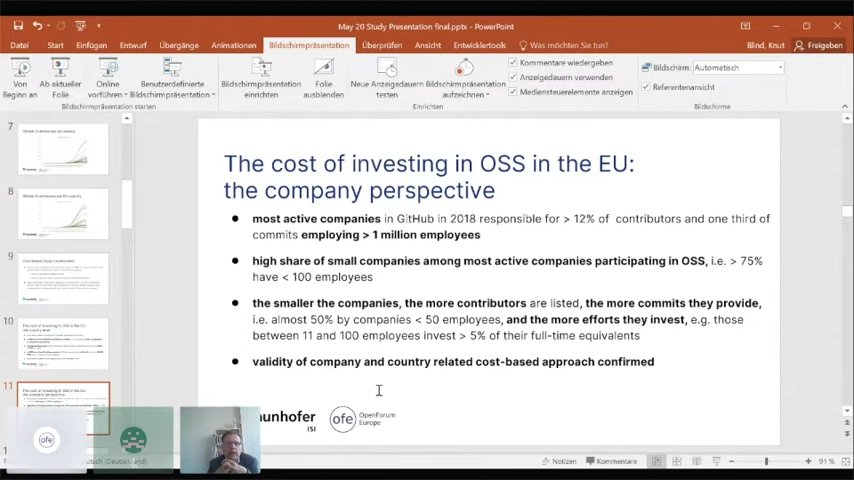 May 20 Study Presentation final.pptx - PowerPoint
Datei Start Einfügen Entwurf Übergänge Animationen Bildschirmpräsentation Überprüfen Ansicht Entwicklertools Was möchten Sie tun? Blind, Knut Freigeben
Von Beginn an
Ab aktueller Folie
Online vorführen
Benutzerdefinierte Bildschirmpräsentation
Bildschirmpräsentation einrichten
Folie ausblenden
Neue Anzeigedauern testen
Bildschirmpräsentation aufzeichnen
Kommentare wiedergeben
Anzeigedauern verwenden
Mediensteuerelemente anzeigen
Bildschirm: Automatisch
Referentenansicht
Bildschirmpräsentation starten Einrichten Bildschirme
7
8
9
10
11
The cost of investing in OSS in the EU:
the company perspective
● most active companies in GitHub in 2018 responsible for > 12% of contributors and one third of
commits employing > 1 million employees
● high share of small companies among most active companies participating in OSS, i.e. > 75%
have < 100 employees
● the smaller the companies, the more contributors are listed, the more commits they provide,
i.e. almost 50% by companies < 50 employees, and the more efforts they invest, e.g. those
between 11 and 100 employees invest > 5% of their full-time equivalents
● validity of company and country related cost-based approach confirmed
aunhofer
ISI
ofe OpenForum
Europe
ofe
Notizen Kommentare 91 %